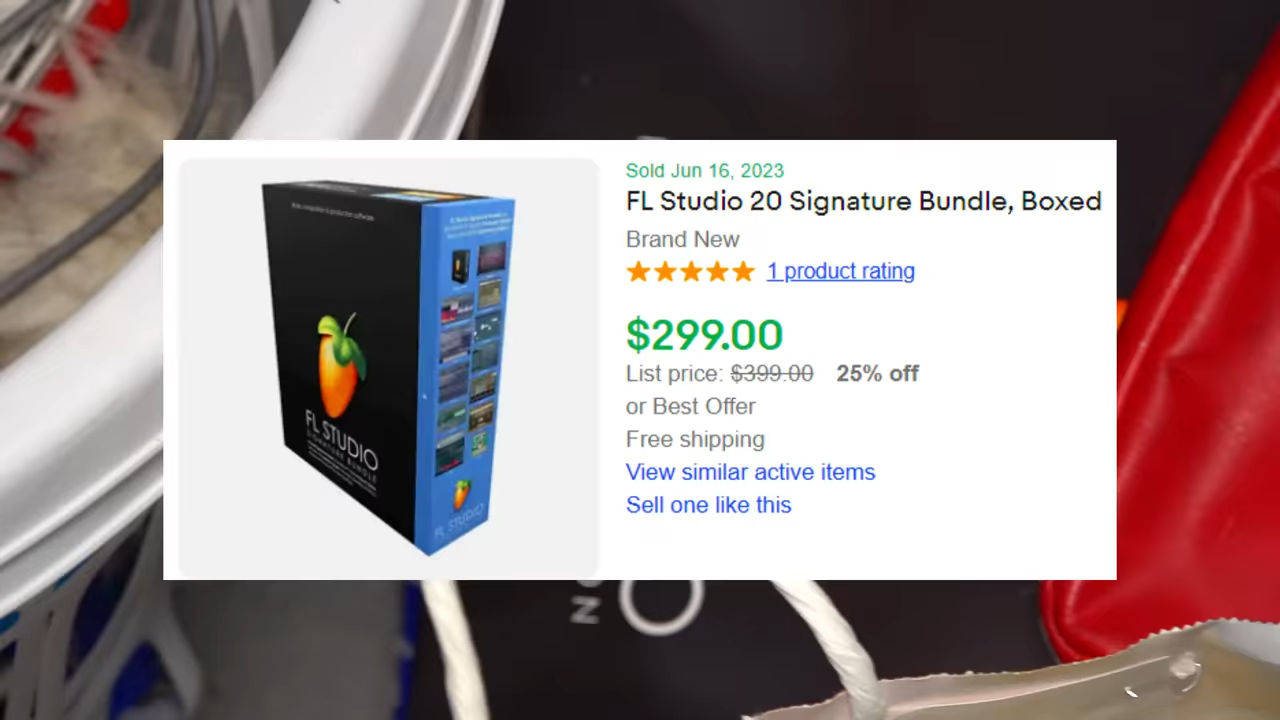 Sold Jun 16, 2023
FL Studio 20 Signature Bundle, Boxed
Brand New
1 product rating
$299.00
List price: $399.00 25% off
or Best Offer
Free shipping
View similar active items
Sell one like this
FL STUDIO
SIGNATURE BUNDLE
FL STUDIO